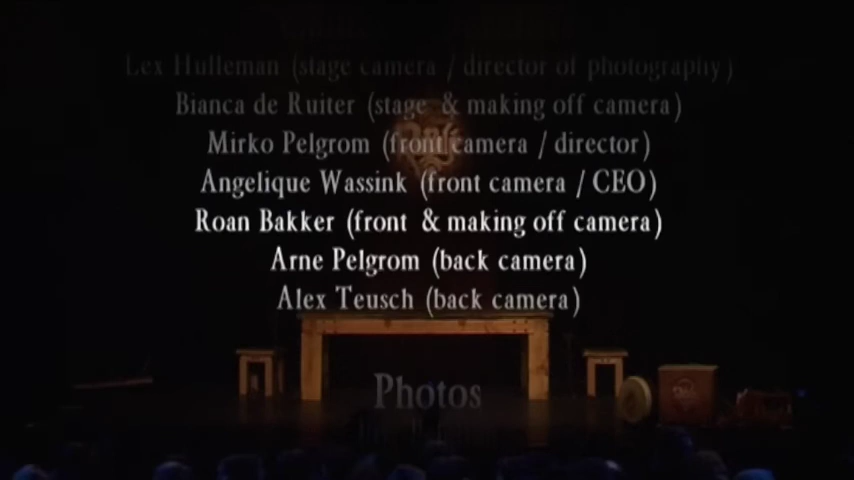 Lex Hulleman (stage camera / director of photography)
Bianca de Ruiter (stage & making off camera)
Mirko Pelgrom (front camera / director)
Angelique Wassink (front camera / CEO)
Roan Bakker (front & making off camera)
Arne Pelgrom (back camera)
Alex Teusch (back camera)
Photos